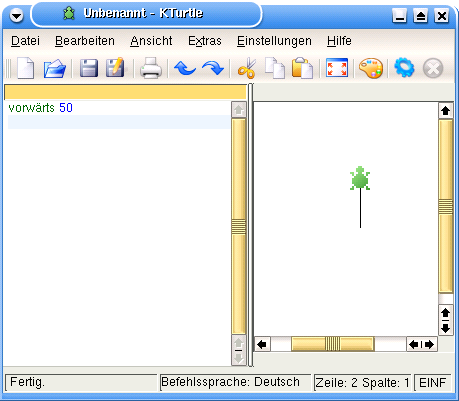 Unbenannt - KTurtle
Datei Bearbeiten Ansicht Extras Einstellungen Hilfe
vorwärts 50
Fertig. Befehlssprache: Deutsch Zeile: 2 Spalte: 1 EINF